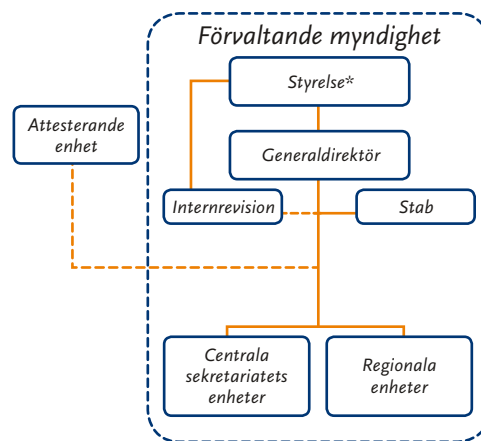 Förvaltande myndighet
Styrelse*
Attesterande
enhet
Generaldirektör
Internrevision
Stab
Centrala
sekretariatets
enheter
Regionala
enheter